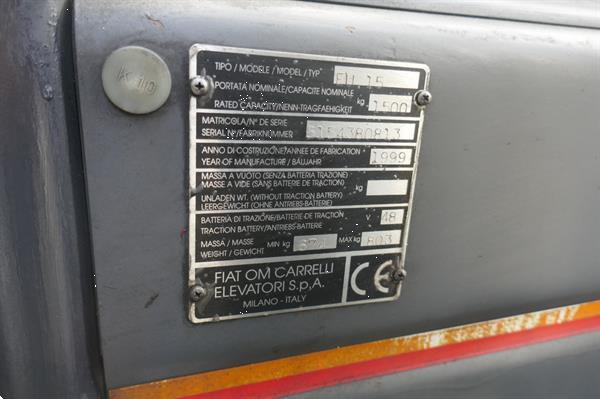 TIPO / MODELE / MODEL / TYP EU 15
PORTATA NOMINALE/CAPACITE NOMINALE
RATED CAPACITY/NENN-TRAGFAEHIGKEIT kg 1500
MATRICOLA/N° DE SERIE
SERIAL N°/FABRIKNOMMER
ANNO DI COSTRUZIONE/ANNEE DE FABRICATION
YEAR OF MANUFACTURE / BAUJAHR 1999
MASSA A VUOTO (SENZA BATTERIA TRAZIONE)
MASSE A VIDE (SANS BATTERIE DE TRACTION)
kg
UNLADEN WT. (WITHOUT TRACTION BATTERY)
LEERGEWICHT (OHNE ANTRIEBS-BATTERIE)
BATTERIA DI TRAZIONE/BATTERIE DE TRACTION V 48
TRACTION BATTERY/ANTRIEBS-BATTERIE
MASSA / MASSE
WEIGHT / GEWICHT MIN kg MAX kg 803
FIAT OM CARRELLI
ELEVATORI S.p.A.
MILANO - ITALY
CE